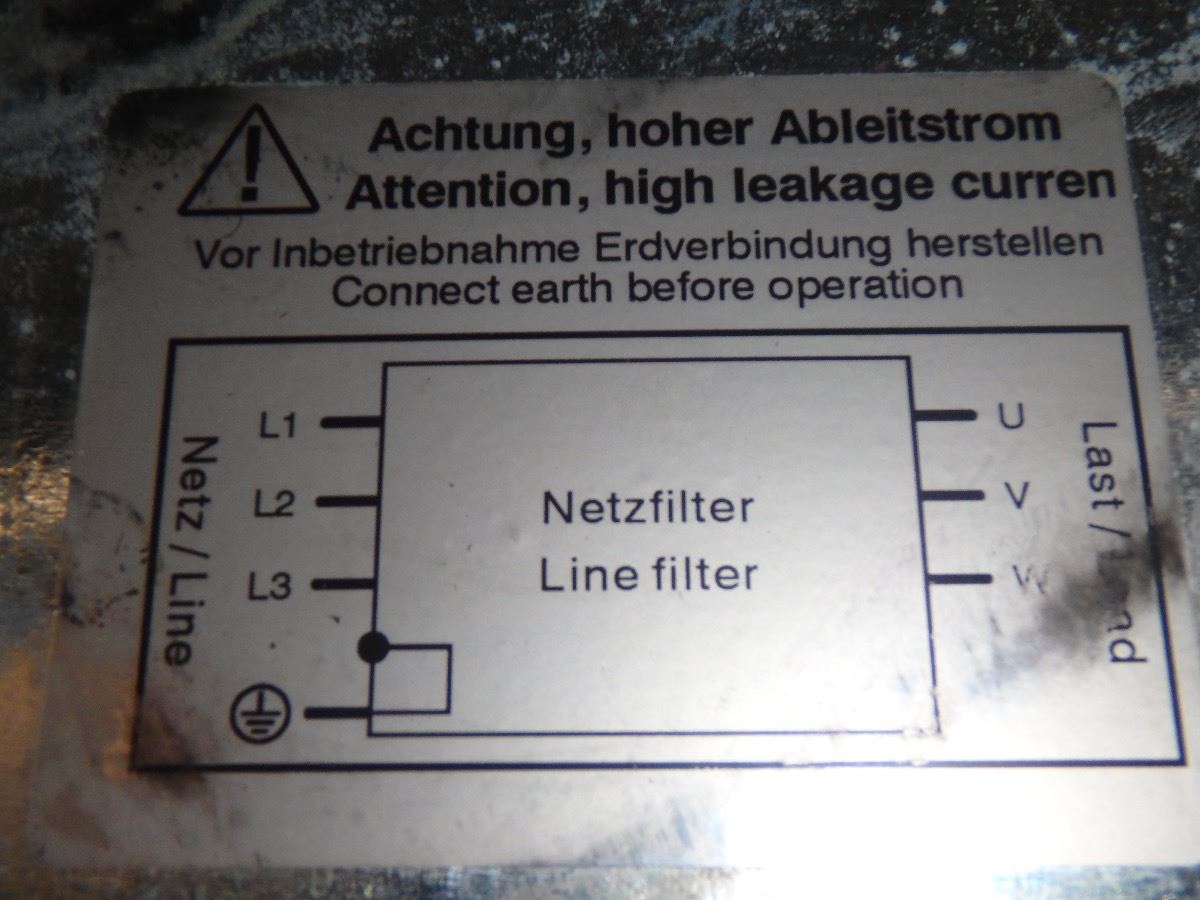 Achtung, hoher Ableitstrom
Attention, high leakage curren
Vor Inbetriebnahme Erdverbindung herstellen
Connect earth before operation
Netz / Line
L1
L2
L3
Netzfilter
Line filter
U
V
W
Last /